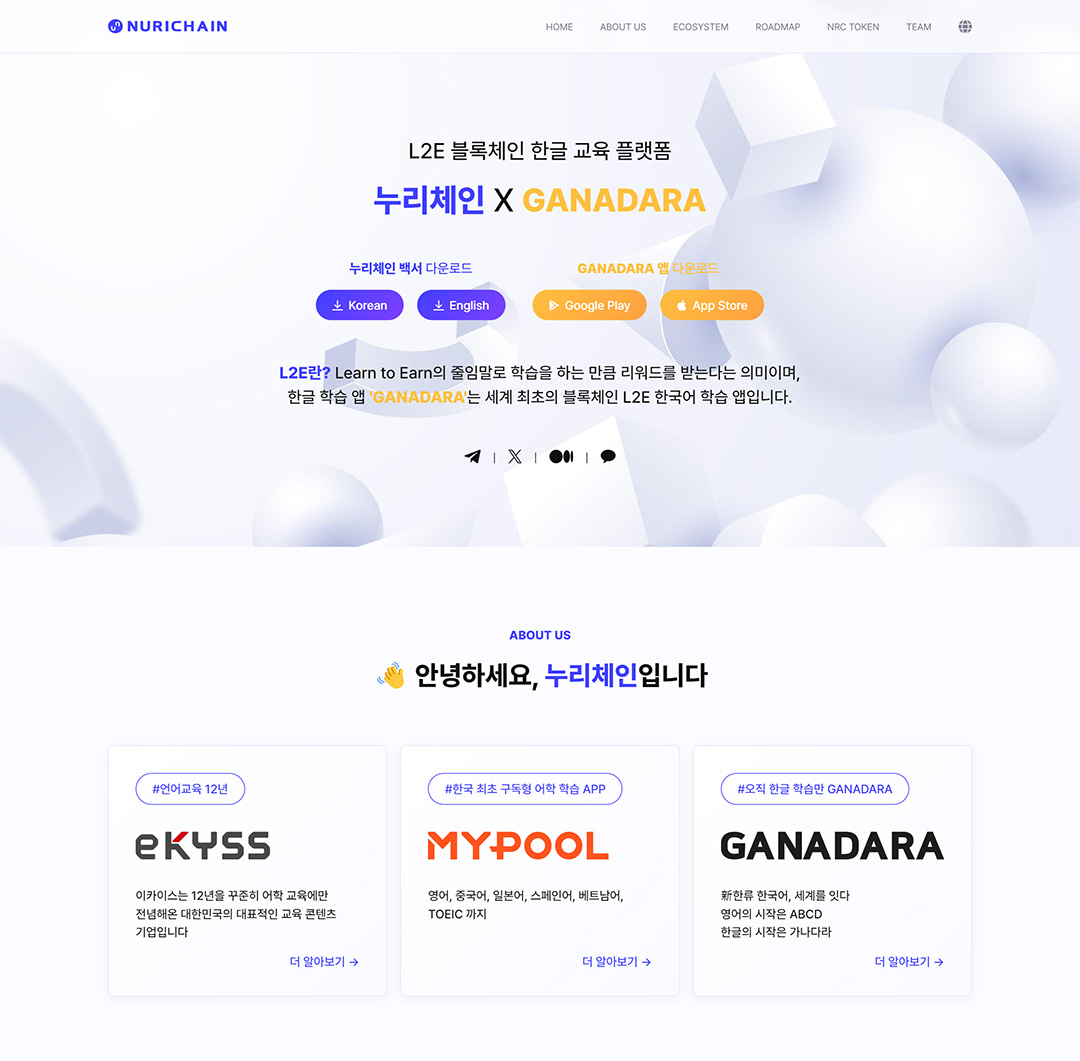 NURICHAIN
HOME ABOUT US ECOSYSTEM ROADMAP NRC TOKEN TEAM
L2E 블록체인 한글 교육 플랫폼
누리체인 X GANADARA
누리체인 백서 다운로드
Korean English
GANADARA 앱 다운로드
Google Play App Store
L2E란? Learn to Earn의 줄임말로 학습을 하는 만큼 리워드를 받는다는 의미이며,
한글 학습 앱 'GANADARA'는 세계 최초의 블록체인 L2E 한국어 학습 앱입니다.
ABOUT US
👋 안녕하세요, 누리체인입니다
#언어교육 12년
eKYSS
이카이스는 12년을 꾸준히 어학 교육에만
전념해온 대한민국의 대표적인 교육 콘텐츠
기업입니다
더 알아보기 →
#한국 최초 구독형 어학 학습 APP
MYPOOL
영어, 중국어, 일본어, 스페인어, 베트남어,
TOEIC 까지
더 알아보기 →
#오직 한글 학습만 GANADARA
GANADARA
新한류 한국어, 세계를 잇다
영어의 시작은 ABCD
한글의 시작은 가나다라
더 알아보기 →